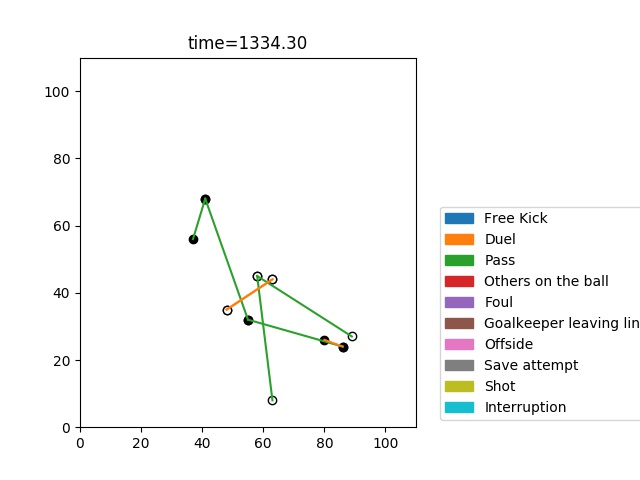 time=1334.30
100
80
60
40
20
0
0 20 40 60 80 100
Free Kick
Duel
Pass
Others on the ball
Foul
Goalkeeper leaving lin
Offside
Save attempt
Shot
Interruption